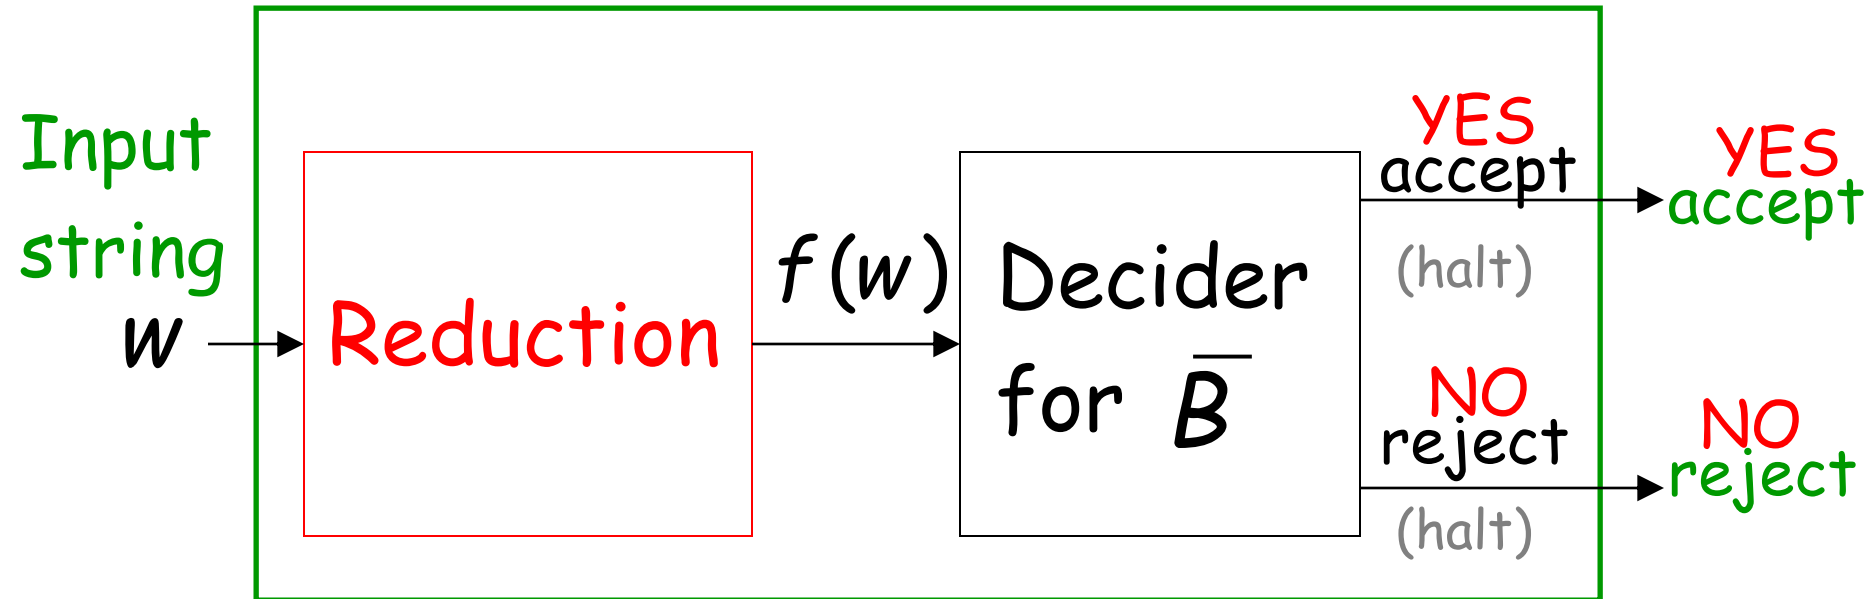 Input
string
w
Reduction
f(w)
Decider
for B̅
YES
accept
(halt)
NO
reject
(halt)
YES
accept
NO
reject